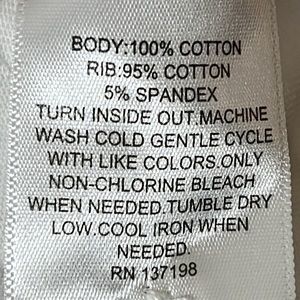 BODY:100% COTTON
RIB:95% COTTON
5% SPANDEX
TURN INSIDE OUT.MACHINE
WASH COLD GENTLE CYCLE
WITH LIKE COLORS.ONLY
NON-CHLORINE BLEACH
WHEN NEEDED.TUMBLE DRY
LOW.COOL IRON WHEN
NEEDED.
RN 137198